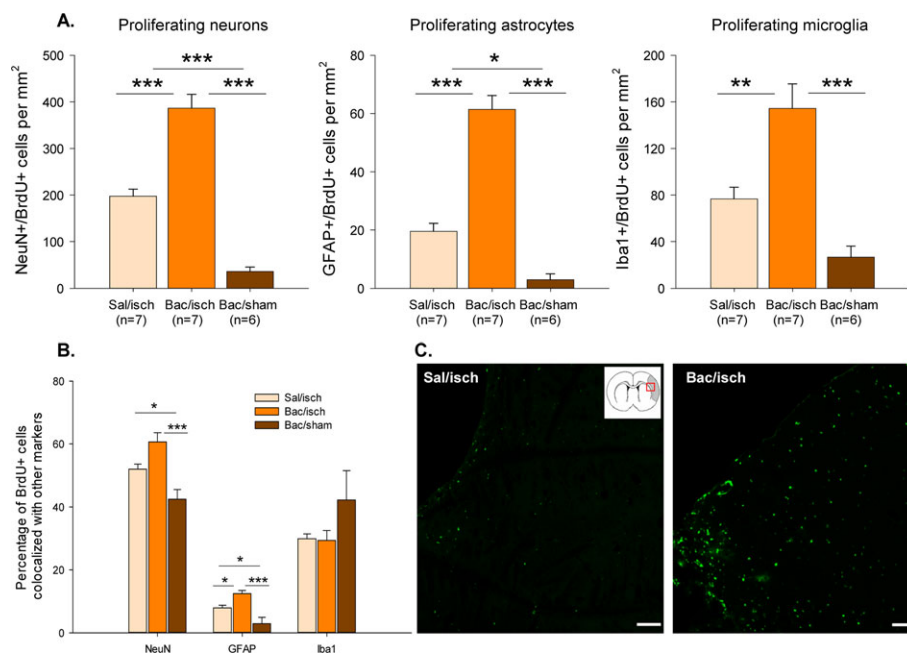 A.
Proliferating neurons
NeuN+/BrdU+ cells per mm²
500
400
300
200
100
0
***
*** ***
Sal/isch Bac/isch Bac/sham
(n=7) (n=7) (n=6)
Proliferating astrocytes
GFAP+/BrdU+ cells per mm²
80
60
40
20
0
*
*** ***
Sal/isch Bac/isch Bac/sham
(n=7) (n=7) (n=6)
Proliferating microglia
Iba1+/BrdU+ cells per mm²
200
160
120
80
40
0
** ***
Sal/isch Bac/isch Bac/sham
(n=7) (n=7) (n=6)
B.
Percentage of BrdU+ cells
colocalized with other markers
80
60
40
20
0
Sal/isch
Bac/isch
Bac/sham
*
***
*
* ***
NeuN GFAP Iba1
C.
Sal/isch
Bac/isch